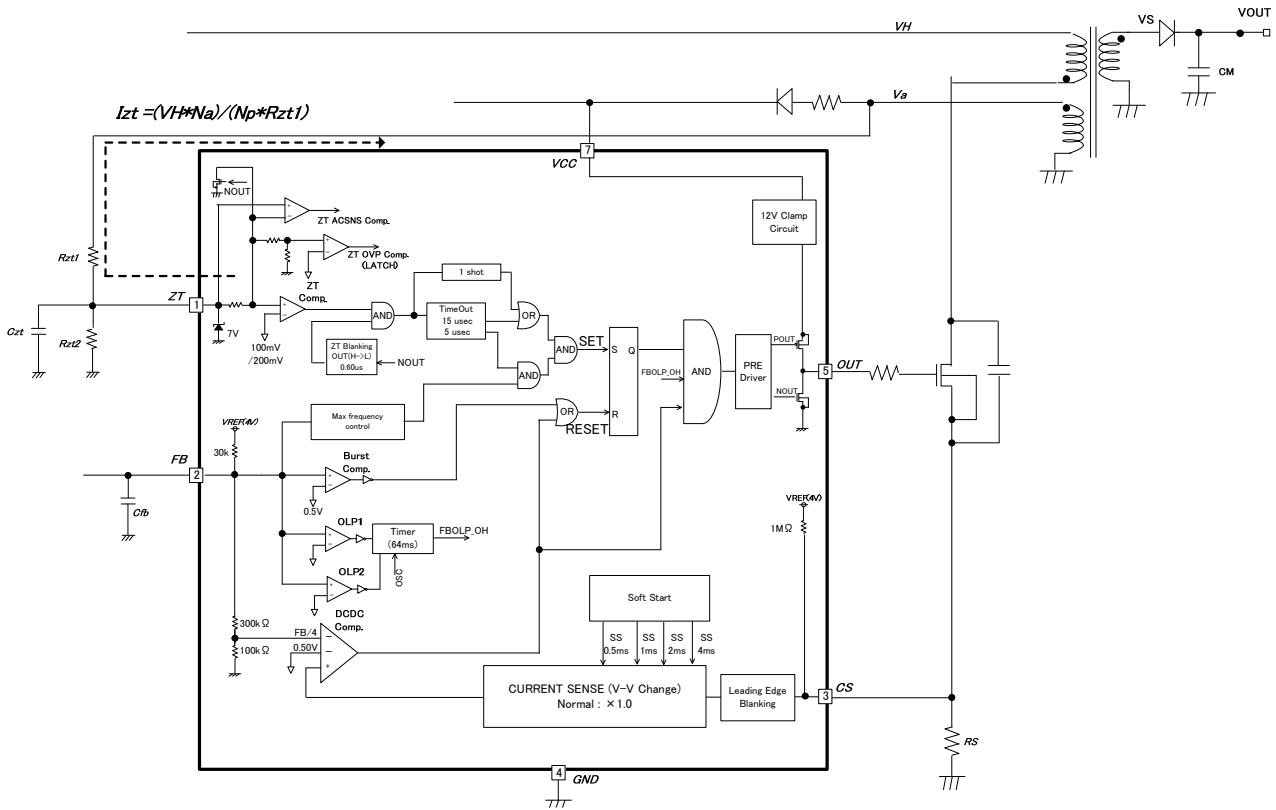 VH
VS
VOUT
CM
Izt =(VH*Na)/(Np*Rzt1)
Va
7
VCC
NOUT
ZT ACSNS Comp.
12V Clamp
Circuit
ZT OVP Comp.
(LATCH)
Rzt1
ZT
Comp.
1 shot
ZT
1
TimeOut
15 usec
5 usec
OR
AND
7V
Czt
Rzt2
100mV
/200mV
ZT Blanking
OUT(H->L)
0.60us
NOUT
AND
SET
S
Q
AND
POUT
PRE
Driver
5
OUT
FBOLP_OH
AND
NOUT
Max frequency
control
OR
R
RESET
VREF(4V)
30k
FB
2
Burst
Comp.
0.5V
Cfb
VREF(4V)
1MΩ
OLP1
Timer
(64ms)
FBOLP_OH
OSC
OLP2
Soft Start
DCDC
Comp.
300kΩ
FB/4
0.50V
100kΩ
SS
0.5ms
SS
1ms
SS
2ms
SS
4ms
CURRENT SENSE (V-V Change)
Normal : ×1.0
Leading Edge
Blanking
3
CS
RS
4
GND